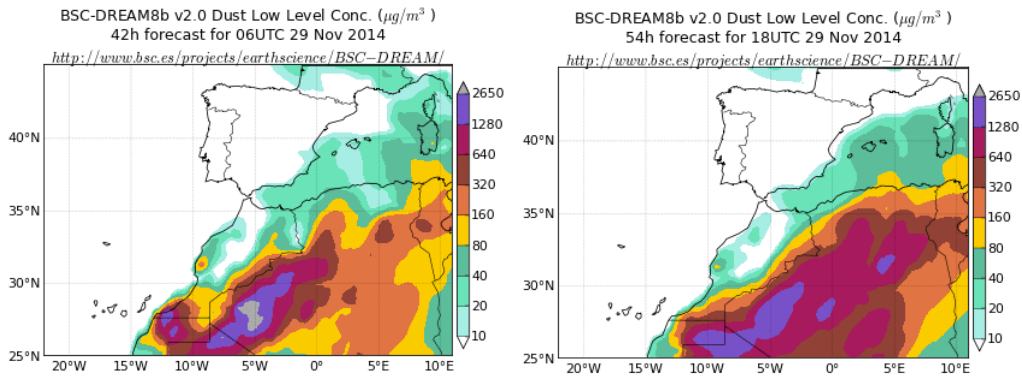 BSC-DREAM8b v2.0 Dust Low Level Conc. (μg/m³ )
42h forecast for 06UTC 29 Nov 2014
http://www.bsc.es/projects/earthscience/BSC−DREAM/
2650
1280
640
320
160
80
40
20
10
40°N
35°N
30°N
25°N
20°W 15°W 10°W 5°W 0° 5°E 10°E
BSC-DREAM8b v2.0 Dust Low Level Conc. (μg/m³ )
54h forecast for 18UTC 29 Nov 2014
http://www.bsc.es/projects/earthscience/BSC−DREAM/
2650
1280
640
320
160
80
40
20
10
40°N
35°N
30°N
25°N
20°W 15°W 10°W 5°W 0° 5°E 10°E